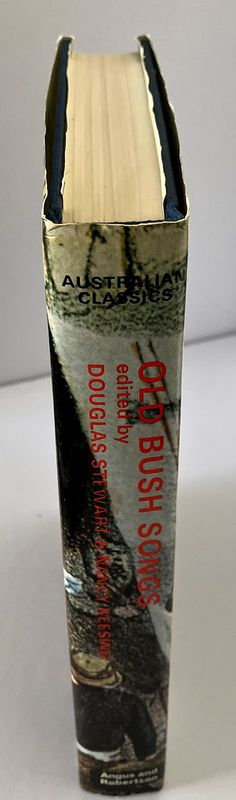 AUSTRALIAN
CLASSICS
OLD BUSH SONGS
edited by
DOUGLAS STEWART & NANCY KEESING
Angus and
Robertson